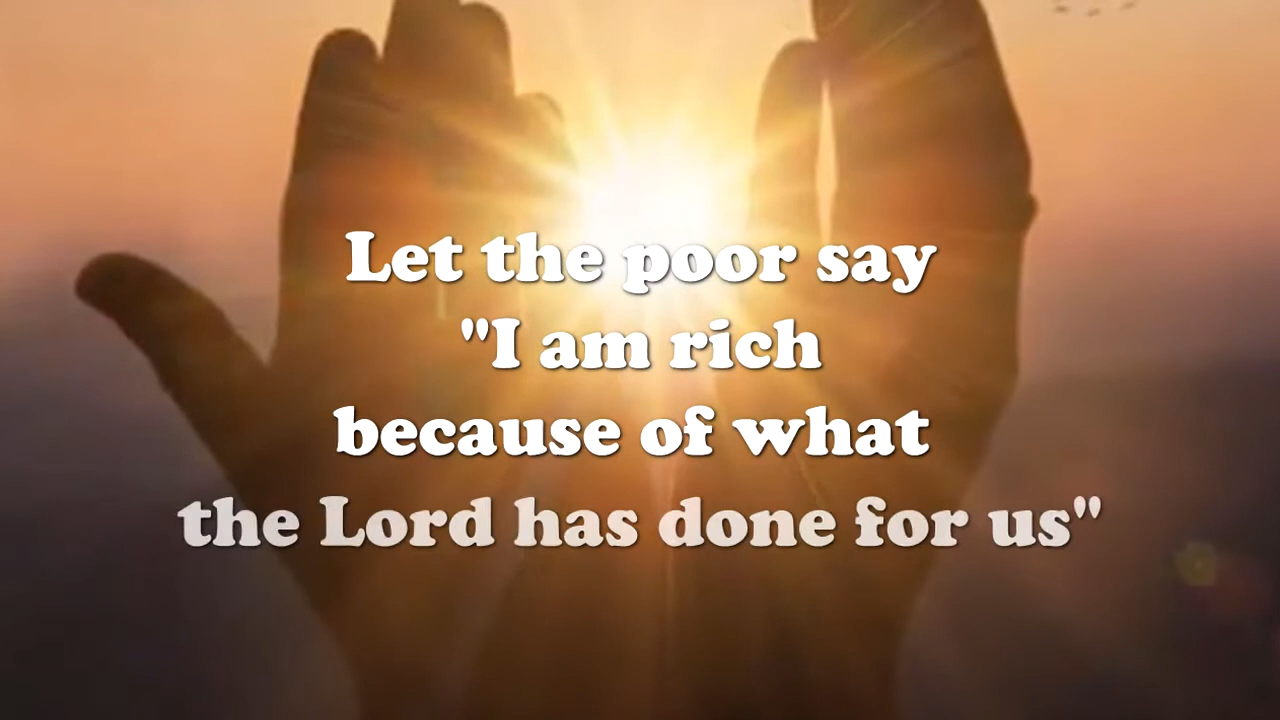 Let the poor say
"I am rich
because of what
the Lord has done for us"